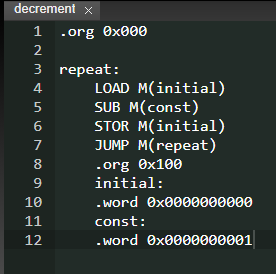 decrement ×
1 .org 0x000
2
3 repeat:
4 LOAD M(initial)
5 SUB M(const)
6 STOR M(initial)
7 JUMP M(repeat)
8 .org 0x100
9 initial:
10 .word 0x0000000000
11 const:
12 .word 0x0000000001